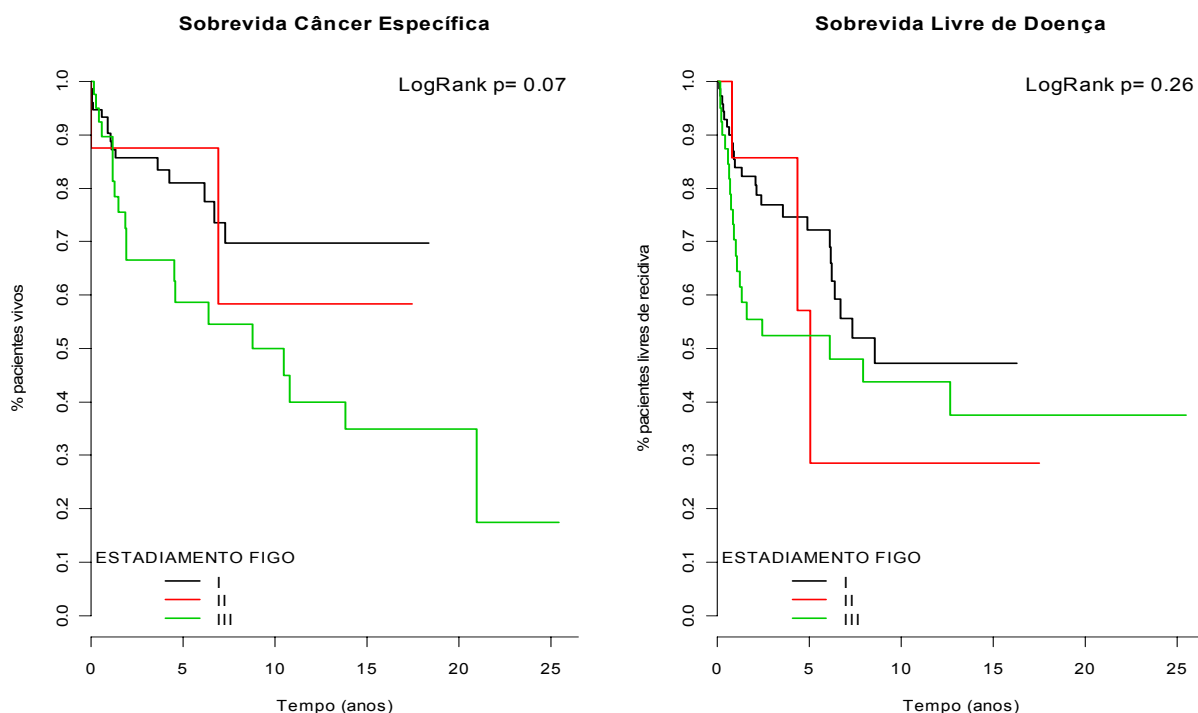 Sobrevida Câncer Específica
LogRank p= 0.07
% pacientes vivos
1.0
0.9
0.8
0.7
0.6
0.5
0.4
0.3
0.2
0.1
0.0
ESTADIAMENTO FIGO
I
II
III
0 5 10 15 20 25
Tempo (anos)
Sobrevida Livre de Doença
LogRank p= 0.26
% pacientes livres de recidiva
1.0
0.9
0.8
0.7
0.6
0.5
0.4
0.3
0.2
0.1
0.0
ESTADIAMENTO FIGO
I
II
III
0 5 10 15 20 25
Tempo (anos)